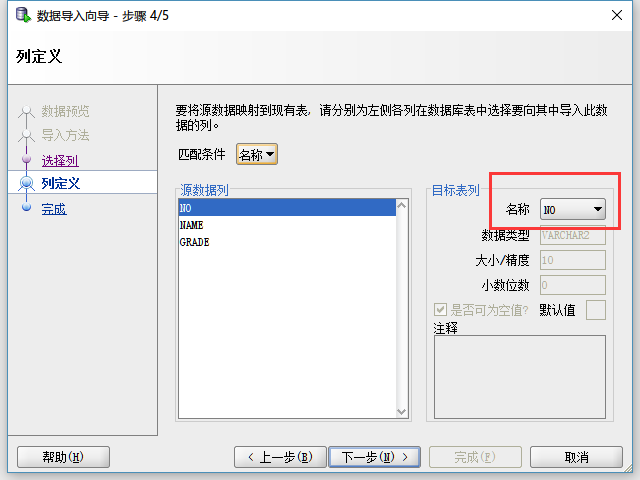 数据导入向导 - 步骤 4/5
列定义
数据预览
导入方法
选择列
列定义
完成
要将源数据映射到现有表, 请分别为左侧各列在数据库表中选择要向其中导入此数
据的列。
匹配条件 名称
源数据列
NO
NAME
GRADE
目标表列
名称 NO
数据类型 VARCHAR2
大小/精度 10
小数位数 0
是否可为空值? 默认值
注释
帮助(H) < 上一步(B) 下一步(N) > 完成(F) 取消